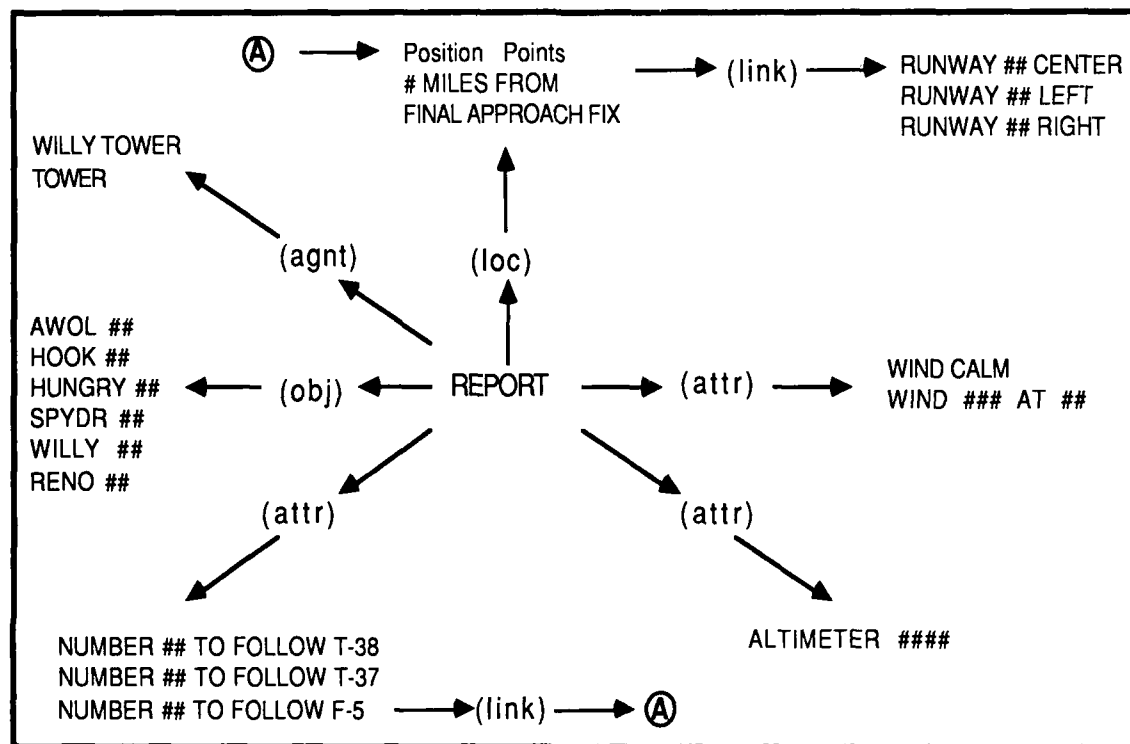 A
Position Points
# MILES FROM
FINAL APPROACH FIX
(link)
RUNWAY ## CENTER
RUNWAY ## LEFT
RUNWAY ## RIGHT
WILLY TOWER
TOWER
(agnt)
(loc)
AWOL ##
HOOK ##
HUNGRY ##
SPYDR ##
WILLY ##
RENO ##
(obj)
REPORT
(attr)
WIND CALM
WIND ### AT ##
(attr)
(attr)
NUMBER ## TO FOLLOW T-38
NUMBER ## TO FOLLOW T-37
NUMBER ## TO FOLLOW F-5
(link)
A
ALTIMETER ####